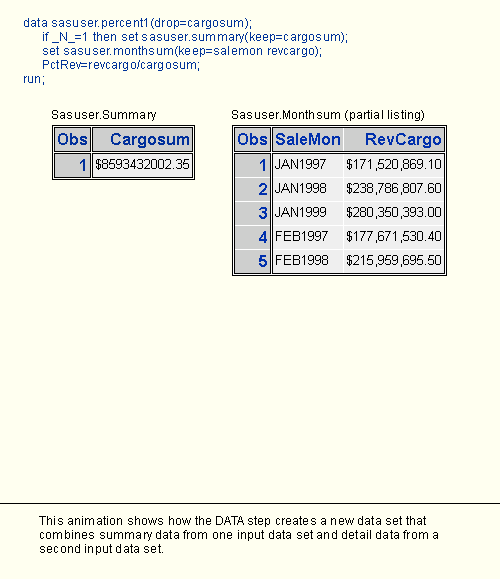 data sasuser.percent1(drop=cargosum);
if _N_=1 then set sasuser.summary(keep=cargosum);
set sasuser.monthsum(keep=salemon revcargo);
PctRev=revcargo/cargosum;
run;
Sasuser.Summary
Obs Cargosum
1 $8593432002.35
Sasuser.Monthsum (partial listing)
Obs SaleMon RevCargo
1 JAN1997 $171,520,869.10
2 JAN1998 $238,786,807.60
3 JAN1999 $280,350,393.00
4 FEB1997 $177,671,530.40
5 FEB1998 $215,959,695.50
This animation shows how the DATA step creates a new data set that
combines summary data from one input data set and detail data from a
second input data set.